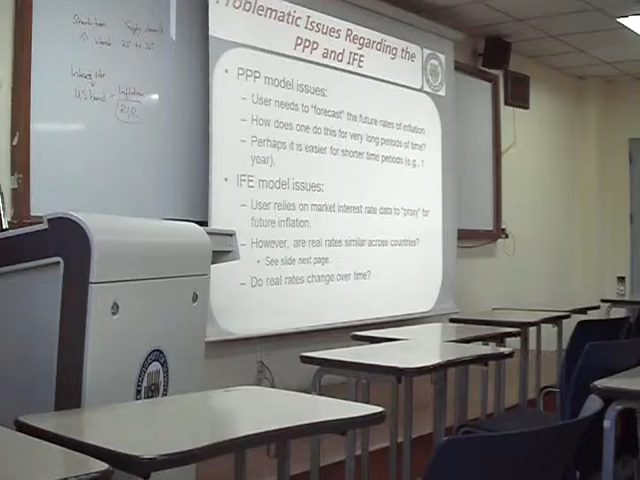 Short term
Problematic Issues Regarding the
PPP and IFE
• PPP model issues:
– User needs to "forecast" the future rates of inflation
– How does one do this for very long periods of time?
– Perhaps it is easier for shorter time periods (e.g., 1
year).
• IFE model issues:
– User relies on market interest rate data to "proxy" for
future inflation.
– However, are real rates similar across countries?
• See slide next page.
– Do real rates change over time?